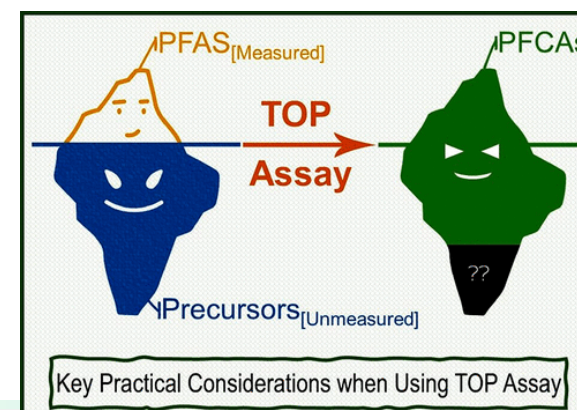 PFAS[Measured]
PFCAs
TOP
Assay
??
Precursors[Unmeasured]
Key Practical Considerations when Using TOP Assay